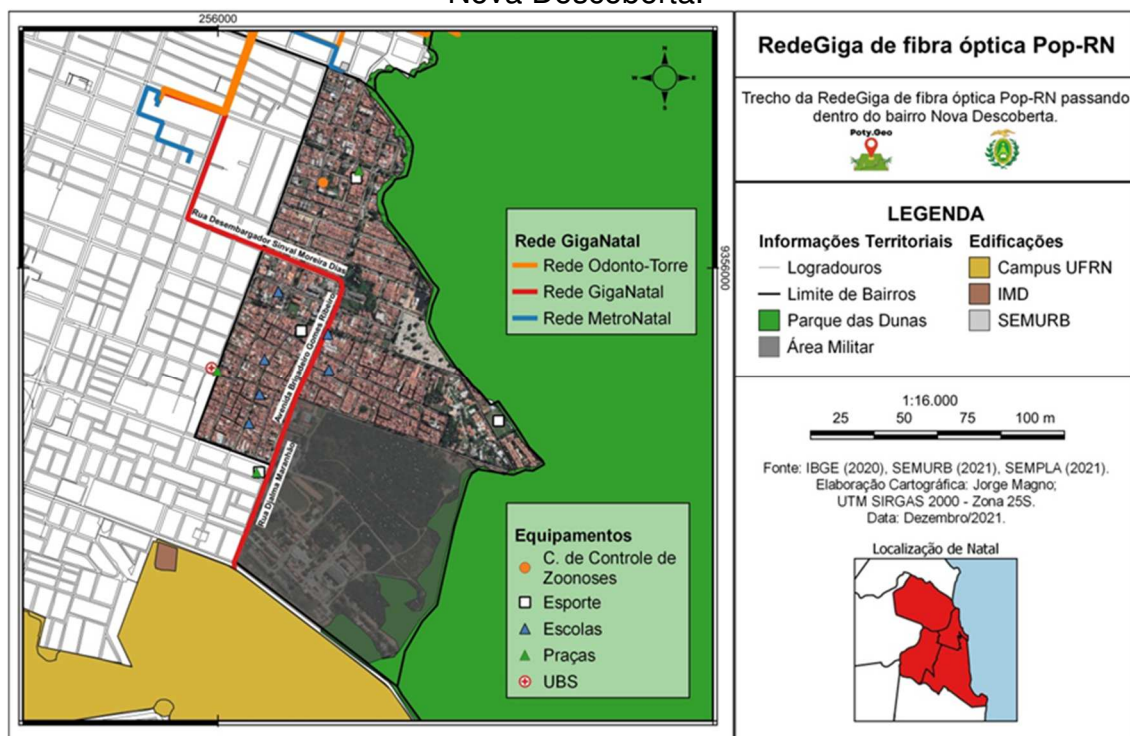 Nova Descoberta.
256000
9356000
N
W
E
S
Rua Desembargador Sinval Moreira Dias
Avenida Brigadeiro Gomes Ribeiro
Rua Djalma Maranhão
Rede GigaNatal
Rede Odonto-Torre
Rede GigaNatal
Rede MetroNatal
Equipamentos
C. de Controle de
Zoonoses
Esporte
Escolas
Praças
UBS
RedeGiga de fibra óptica Pop-RN
Trecho da RedeGiga de fibra óptica Pop-RN passando
dentro do bairro Nova Descoberta.
Poty.Geo
LEGENDA
Informações Territoriais
Logradouros
Limite de Bairros
Parque das Dunas
Área Militar
Edificações
Campus UFRN
IMD
SEMURB
1:16.000
25 50 75 100 m
Fonte: IBGE (2020), SEMURB (2021), SEMPLA (2021).
Elaboração Cartográfica: Jorge Magno;
UTM SIRGAS 2000 - Zona 25S.
Data: Dezembro/2021.
Localização de Natal